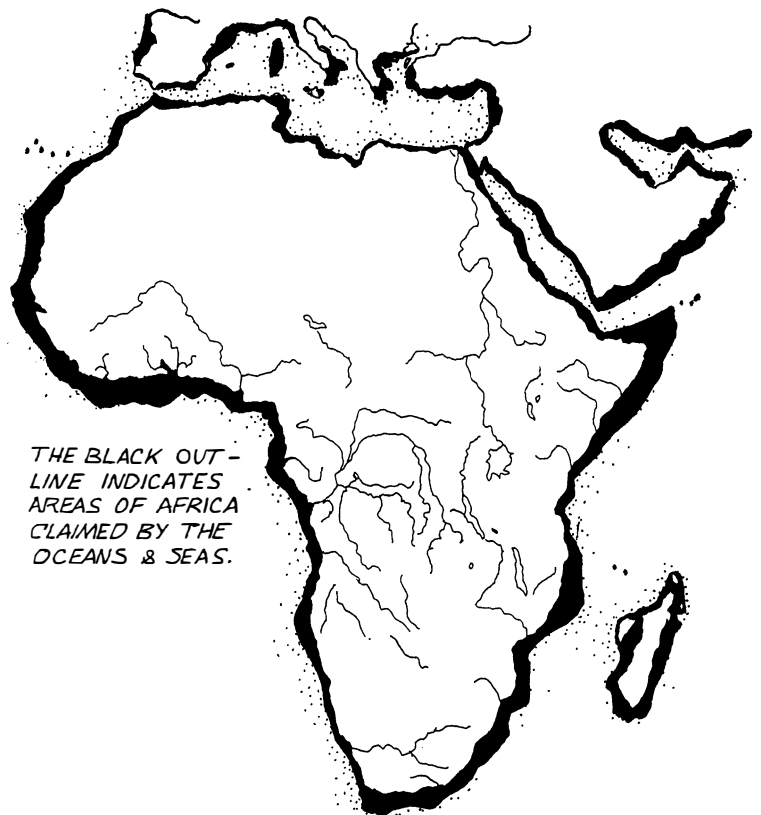 THE BLACK OUT-
LINE INDICATES
AREAS OF AFRICA
CLAIMED BY THE
OCEANS & SEAS.